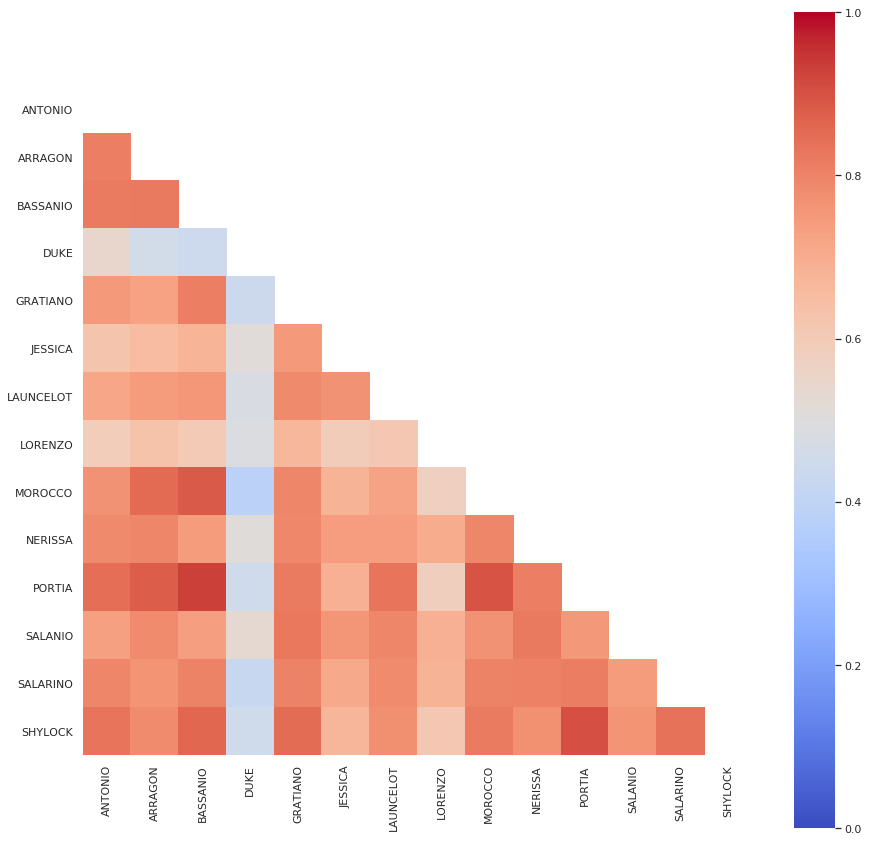 1.0
0.8
0.6
0.4
0.2
0.0
ANTONIO
ARRAGON
BASSANIO
DUKE
GRATIANO
JESSICA
LAUNCELOT
LORENZO
MOROCCO
NERISSA
PORTIA
SALANIO
SALARINO
SHYLOCK
ANTONIO
ARRAGON
BASSANIO
DUKE
GRATIANO
JESSICA
LAUNCELOT
LORENZO
MOROCCO
NERISSA
PORTIA
SALANIO
SALARINO
SHYLOCK